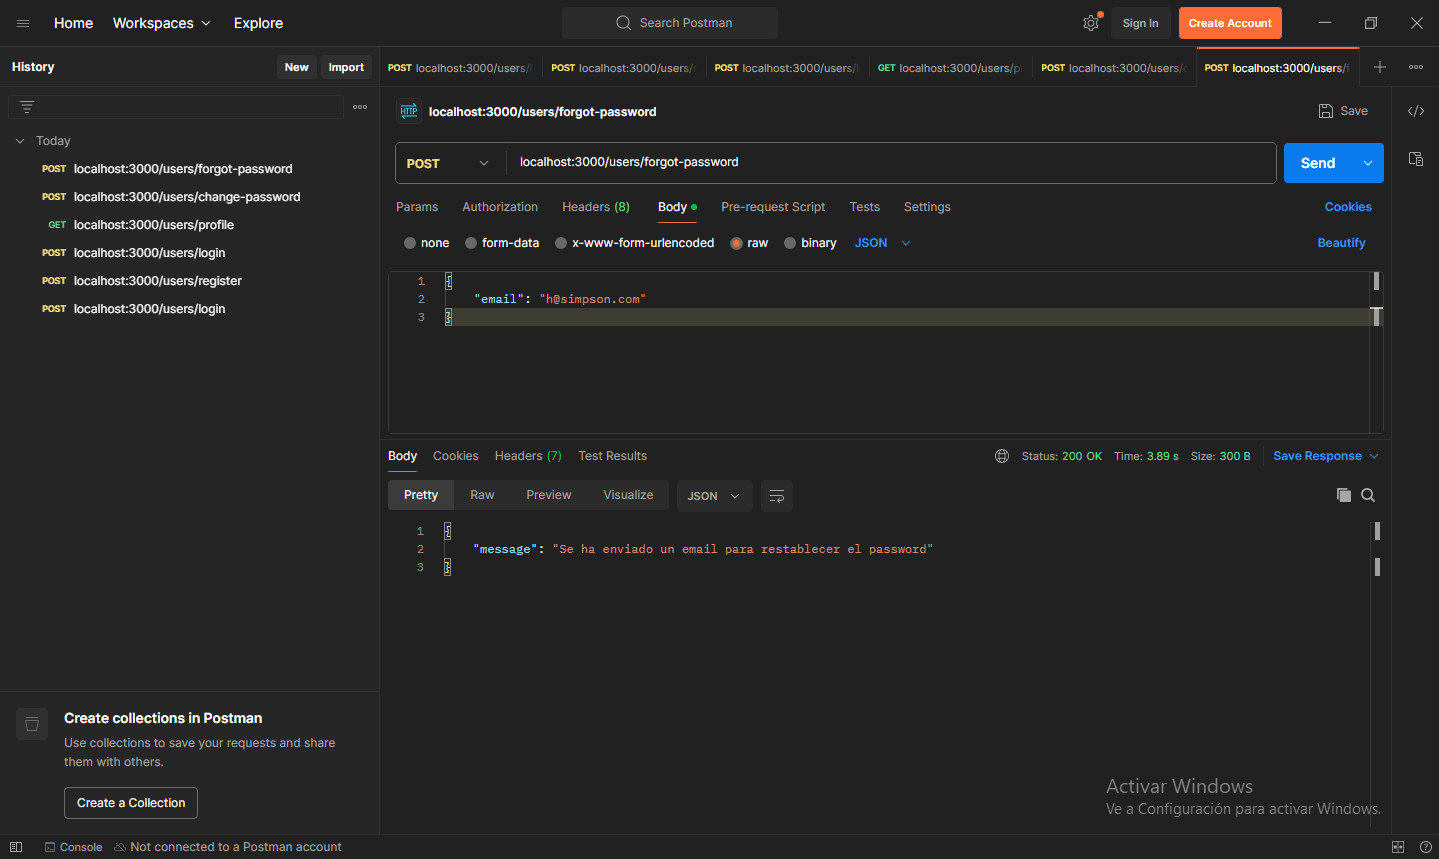 Home Workspaces Explore Search Postman Sign In Create Account
History New Import
POST localhost:3000/users/ POST localhost:3000/users/ POST localhost:3000/users/ GET localhost:3000/users/p POST localhost:3000/users/ POST localhost:3000/users/f
HTTP localhost:3000/users/forgot-password Save
Today
POST localhost:3000/users/forgot-password
POST localhost:3000/users/change-password
GET localhost:3000/users/profile
POST localhost:3000/users/login
POST localhost:3000/users/register
POST localhost:3000/users/login
POST localhost:3000/users/forgot-password Send
Params Authorization Headers (8) Body Pre-request Script Tests Settings Cookies
none form-data x-www-form-urlencoded raw binary JSON Beautify
1 {
2 "email": "h@simpson.com"
3 }
Body Cookies Headers (7) Test Results Status: 200 OK Time: 3.89 s Size: 300 B Save Response
Pretty Raw Preview Visualize JSON
1 {
2 "message": "Se ha enviado un email para restablecer el password"
3 }
Create collections in Postman
Use collections to save your requests and share
them with others.
Create a Collection
Activar Windows
Ve a Configuración para activar Windows.
Console Not connected to a Postman account